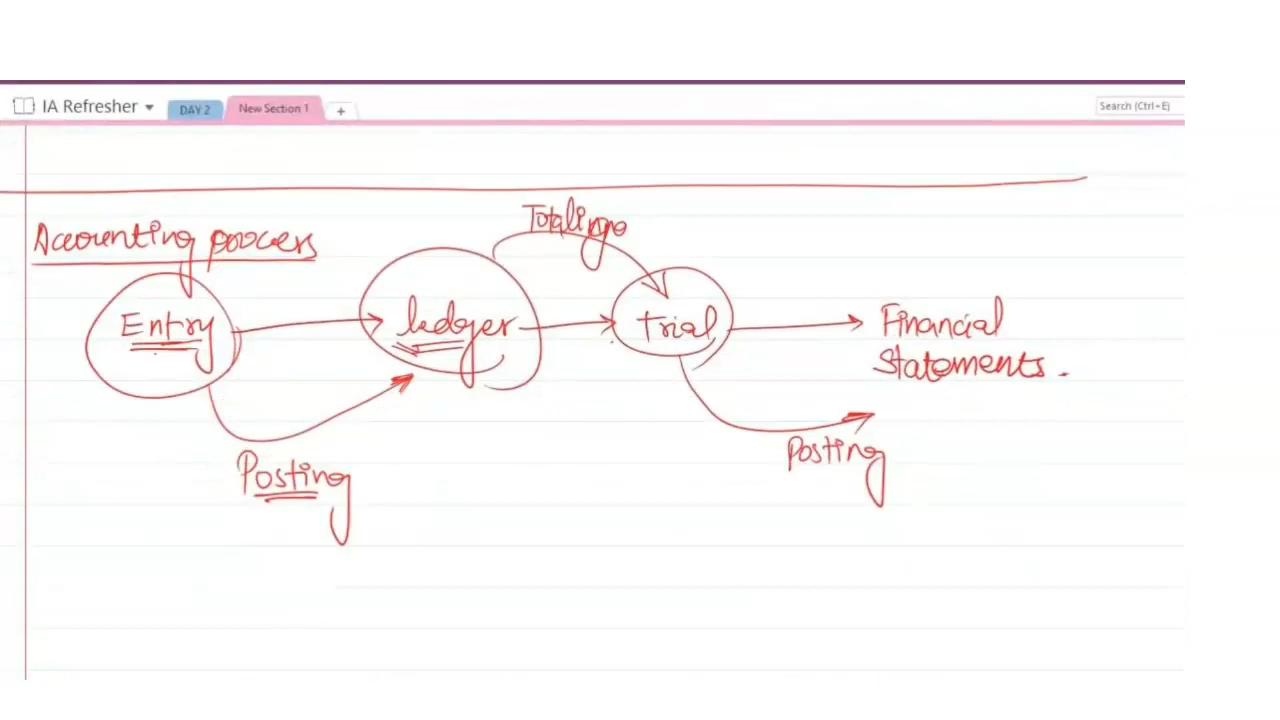 IA Refresher
DAY 2
New Section 1
+
Search (Ctrl+E)
Accounting process
Totaling
Entry
ledger
Trial
Financial
Statements.
Posting
Posting